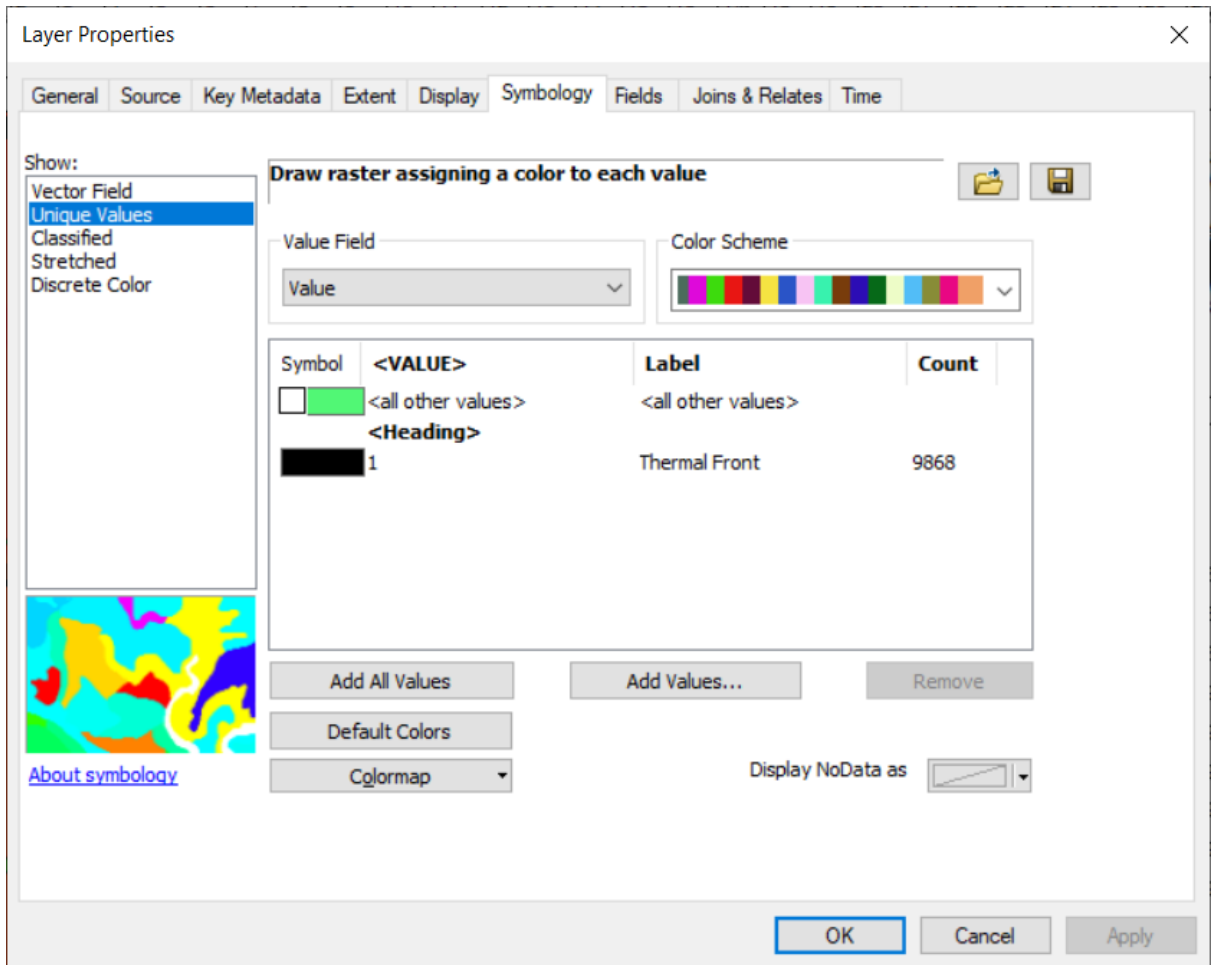 Layer Properties
General Source Key Metadata Extent Display Symbology Fields Joins & Relates Time
Show:
Vector Field
Unique Values
Classified
Stretched
Discrete Color
Draw raster assigning a color to each value
Value Field
Color Scheme
Value
Symbol <VALUE> Label Count
<all other values> <all other values>
<Heading>
1 Thermal Front 9868
Add All Values Add Values... Remove
Default Colors
Colormap Display NoData as
About symbology
OK Cancel Apply